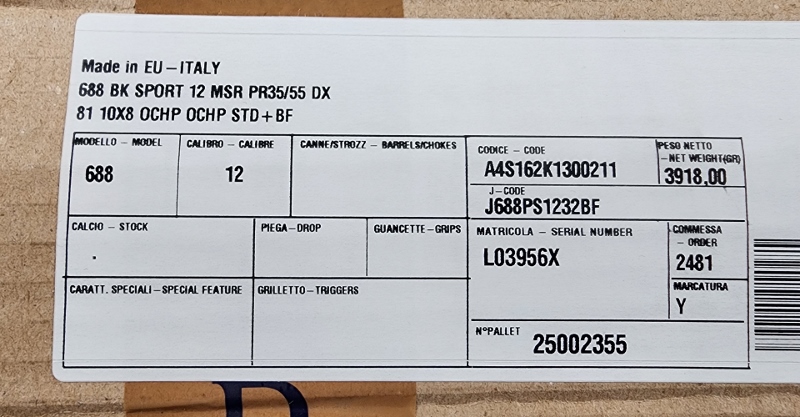 Made in EU – ITALY
688 BK SPORT 12 MSR PR35/55 DX
81 10X8 OCHP OCHP STD+BF
MODELLO – MODEL
688
CALIBRO – CALIBRE
12
CANNE/STROZZ – BARRELS/CHOKES
CODICE – CODE
A4S162K1300211
PESO NETTO
– NET WEIGHT(GR)
3918,00
J–CODE
J688PS1232BF
CALCIO – STOCK
PIEGA–DROP
GUANCETTE–GRIPS
MATRICOLA – SERIAL NUMBER
L03956X
COMMESSA
– ORDER
2481
CARATT. SPECIALI–SPECIAL FEATURE
GRILLETTO–TRIGGERS
MARCATURA
Y
N°PALLET
25002355